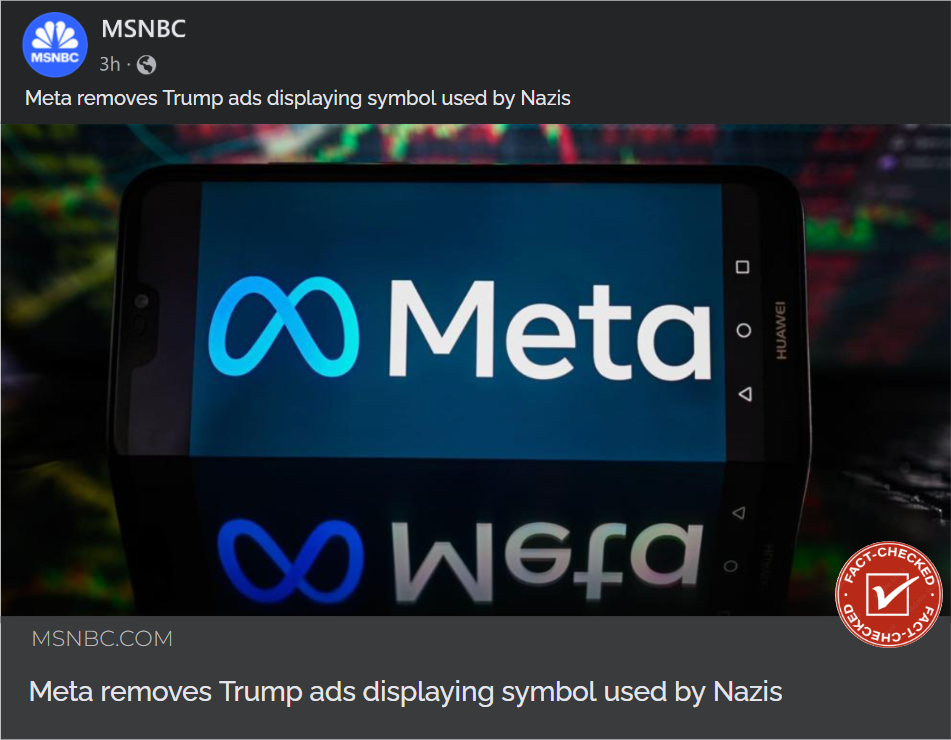 MSNBC
MSNBC
3h ·
Meta removes Trump ads displaying symbol used by Nazis
Meta
HUAWEI
Meta
FACT-CHECKED
FACT-CHECKED
MSNBC.COM
Meta removes Trump ads displaying symbol used by Nazis